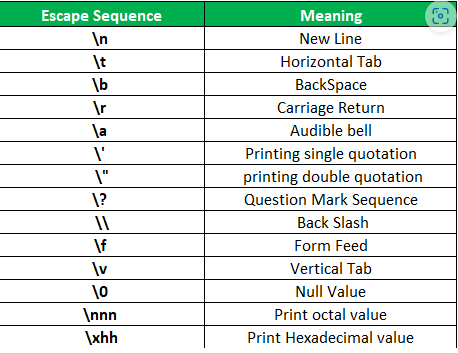 Escape Sequence Meaning
\n New Line
\t Horizontal Tab
\b BackSpace
\r Carriage Return
\a Audible bell
\' Printing single quotation
\" printing double quotation
\? Question Mark Sequence
\\ Back Slash
\f Form Feed
\v Vertical Tab
\0 Null Value
\nnn Print octal value
\xhh Print Hexadecimal value